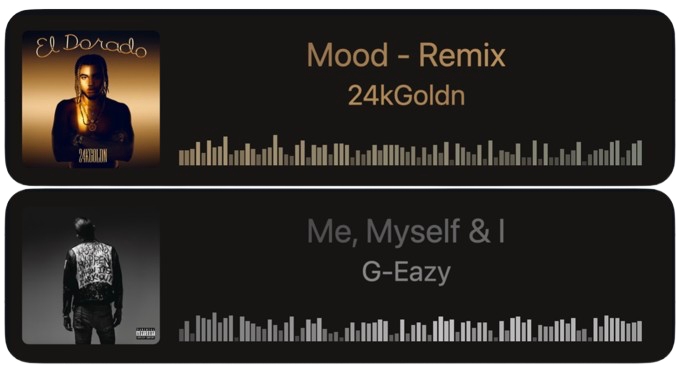 El Dorado
24KGOLDN
Mood - Remix
24kGoldn
Me, Myself & I
G-Eazy